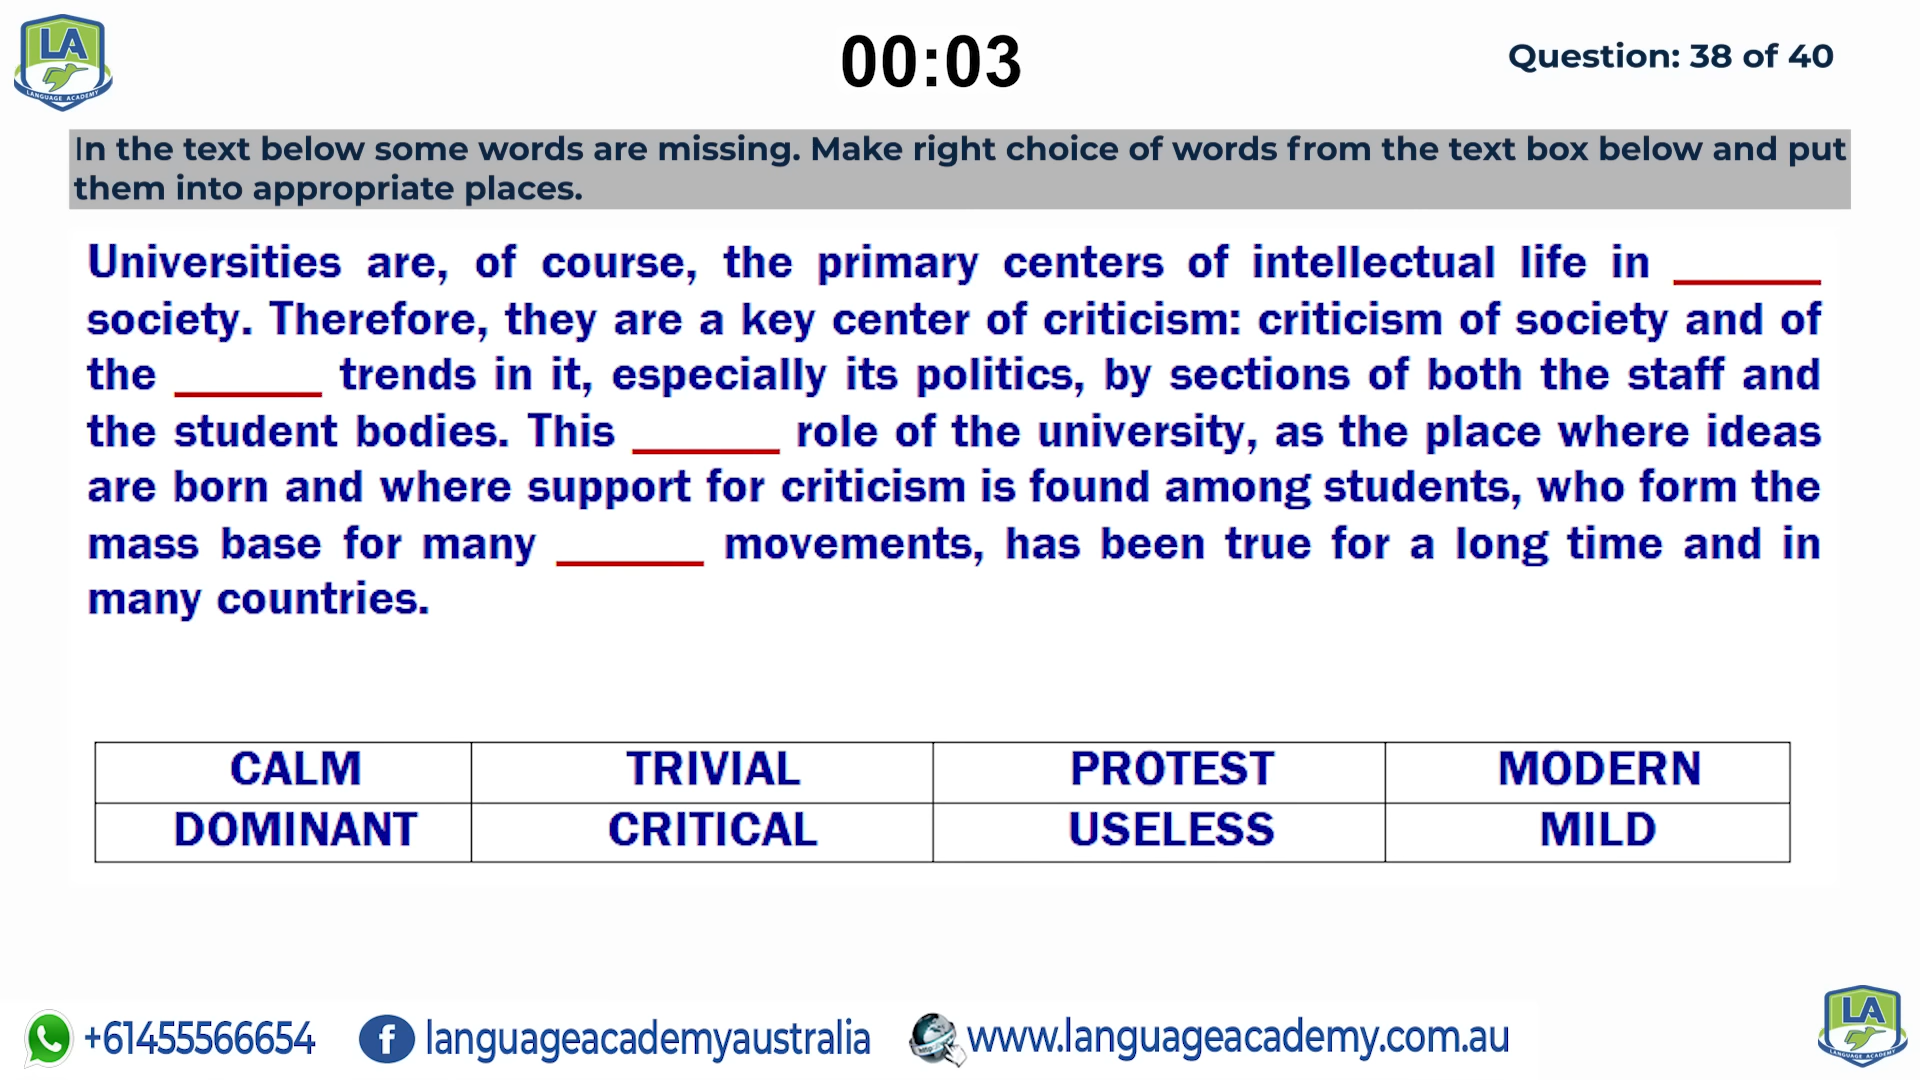 LA
LANGUAGE ACADEMY
00:03
Question: 38 of 40
In the text below some words are missing. Make right choice of words from the text box below and put
them into appropriate places.
Universities are, of course, the primary centers of intellectual life in ______
society. Therefore, they are a key center of criticism: criticism of society and of
the ______ trends in it, especially its politics, by sections of both the staff and
the student bodies. This ______ role of the university, as the place where ideas
are born and where support for criticism is found among students, who form the
mass base for many ______ movements, has been true for a long time and in
many countries.
CALM TRIVIAL PROTEST MODERN
DOMINANT CRITICAL USELESS MILD
+61455566654 languageacademyaustralia www.languageacademy.com.au
LA
LANGUAGE ACADEMY